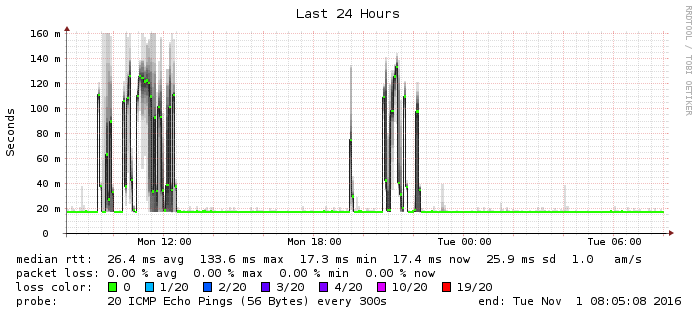 Last 24 Hours
RRDTOOL / TOBI OETIKER
Seconds
160 m
140 m
120 m
100 m
80 m
60 m
40 m
20 m
0
Mon 12:00 Mon 18:00 Tue 00:00 Tue 06:00
median rtt: 26.4 ms avg 133.6 ms max 17.3 ms min 17.4 ms now 25.9 ms sd 1.0 am/s
packet loss: 0.00 % avg 0.00 % max 0.00 % min 0.00 % now
loss color: 0 1/20 2/20 3/20 4/20 10/20 19/20
probe: 20 ICMP Echo Pings (56 Bytes) every 300s end: Tue Nov 1 08:05:08 2016